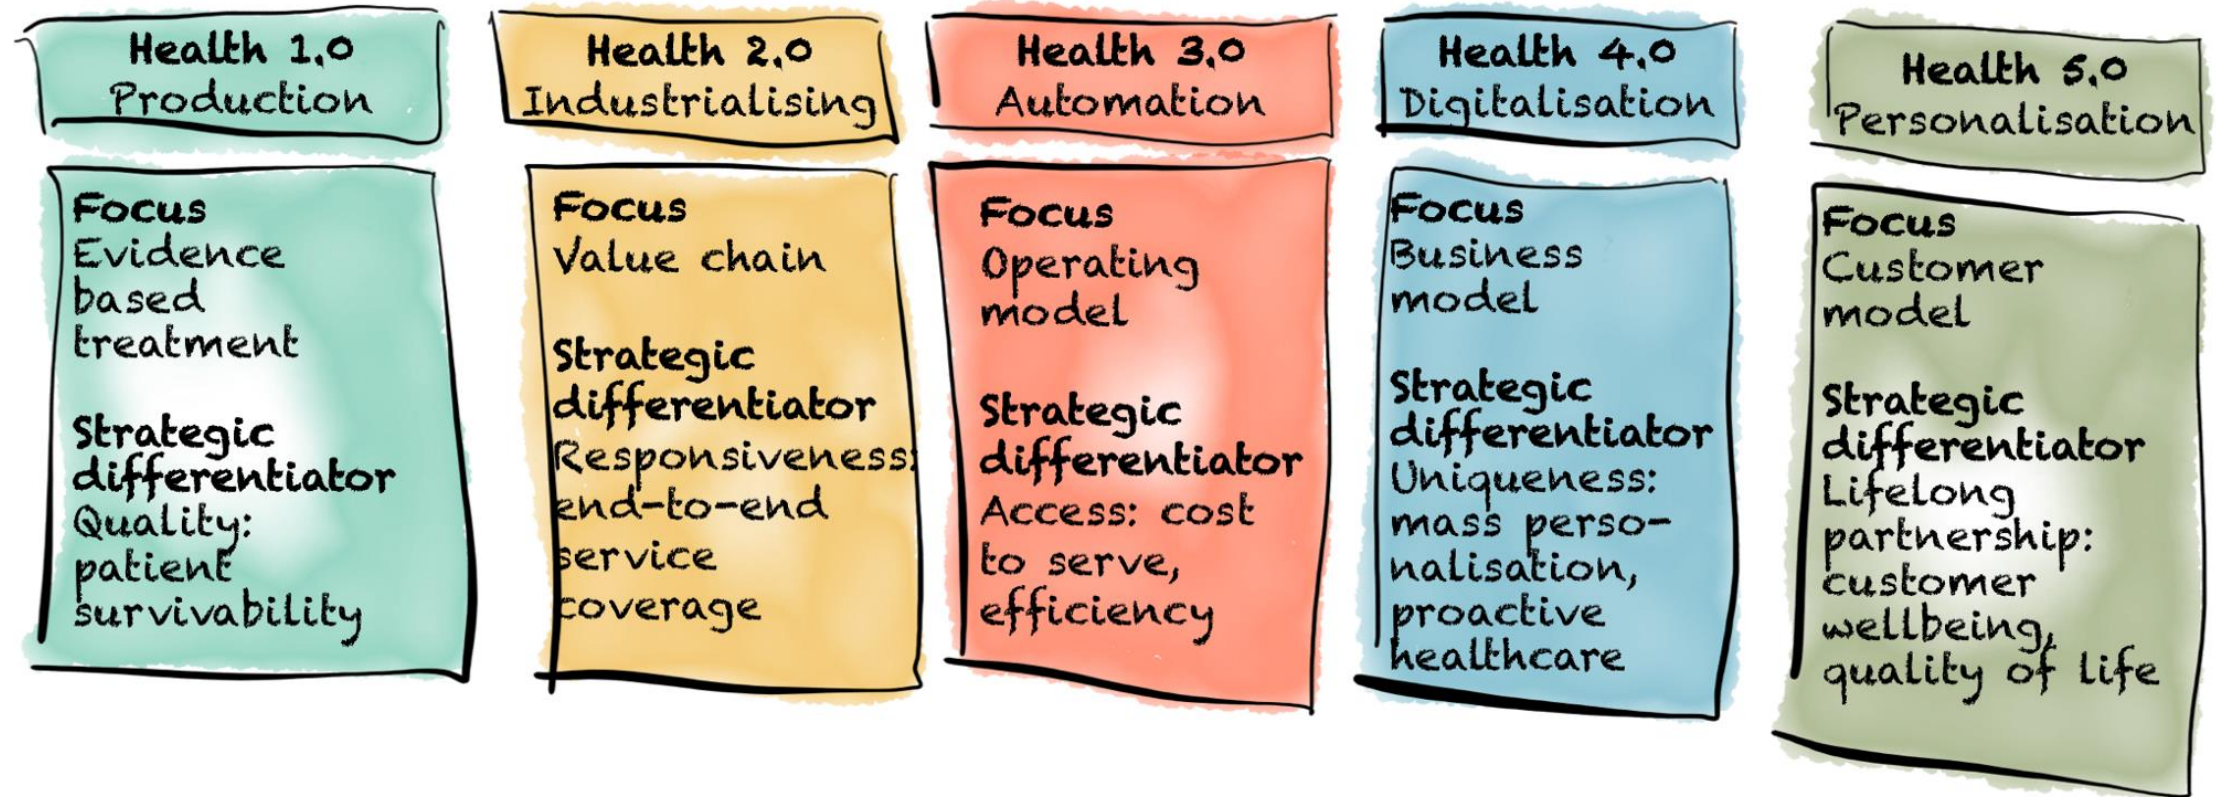 Health 1.0
Production
Focus
Evidence
based
treatment
Strategic
differentiator
Quality:
patient
survivability
Health 2.0
Industrialising
Focus
Value chain
Strategic
differentiator
Responsiveness:
end-to-end
service
coverage
Health 3.0
Automation
Focus
Operating
model
Strategic
differentiator
Access: cost
to serve,
efficiency
Health 4.0
Digitalisation
Focus
Business
model
Strategic
differentiator
Uniqueness:
mass perso-
nalisation,
proactive
healthcare
Health 5.0
Personalisation
Focus
Customer
model
Strategic
differentiator
Lifelong
partnership:
customer
wellbeing,
quality of life